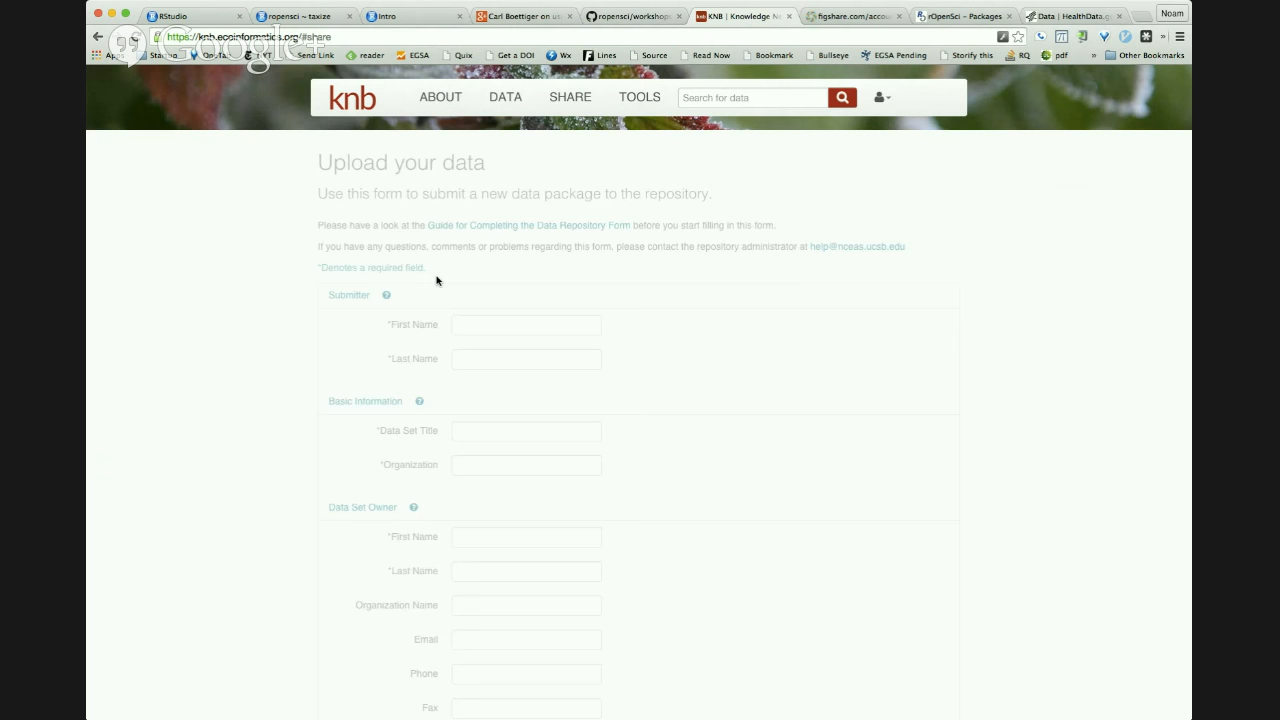 RStudio
ropensci ~ taxize
Intro
Carl Boettiger on us
ropensci/workshop
KNB | Knowledge Ne
figshare.com/accou
rOpenSci - Packages
Data | HealthData.g
Noam
https://knb.ecoinformatics.org/#share
Google+
Send Link
reader
EGSA
Quix
Get a DOI
Wx
Lines
Source
Read Now
Bookmark
Bullseye
EGSA Pending
Storify this
RQ
pdf
»
Other Bookmarks
knb
ABOUT
DATA
SHARE
TOOLS
Search for data
Upload your data
Use this form to submit a new data package to the repository.
Please have a look at the Guide for Completing the Data Repository Form before you start filling in this form.
If you have any questions, comments or problems regarding this form, please contact the repository administrator at help@nceas.ucsb.edu
*Denotes a required field.
Submitter
*First Name
*Last Name
Basic Information
*Data Set Title
*Organization
Data Set Owner
*First Name
*Last Name
Organization Name
Email
Phone
Fax